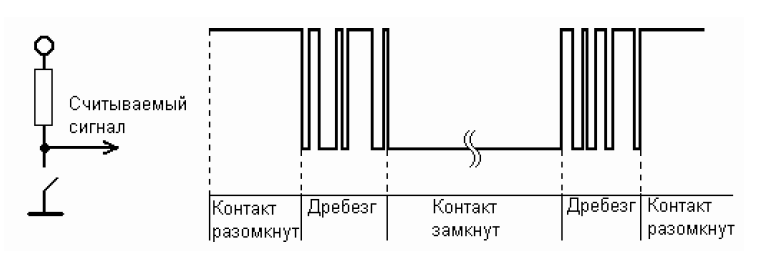 Считываемый
сигнал
Контакт
разомкнут
Дребезг
Контакт
замкнут
Дребезг
Контакт
разомкнут